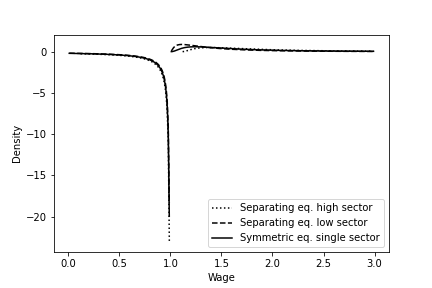 0
−5
−10
−15
−20
Density
0.0 0.5 1.0 1.5 2.0 2.5 3.0
Wage
Separating eq. high sector
Separating eq. low sector
Symmetric eq. single sector